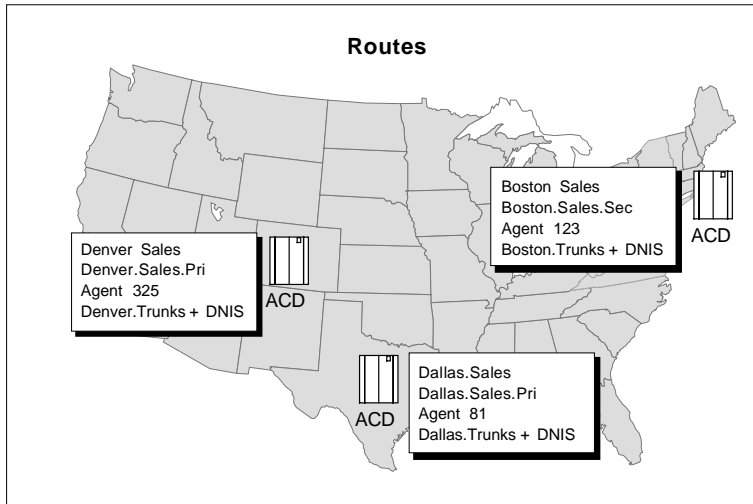 Routes
Boston Sales
Boston.Sales.Sec
Agent 123
Boston.Trunks + DNIS
ACD
Denver Sales
Denver.Sales.Pri
Agent 325
Denver.Trunks + DNIS
ACD
Dallas.Sales
Dallas.Sales.Pri
Agent 81
Dallas.Trunks + DNIS
ACD